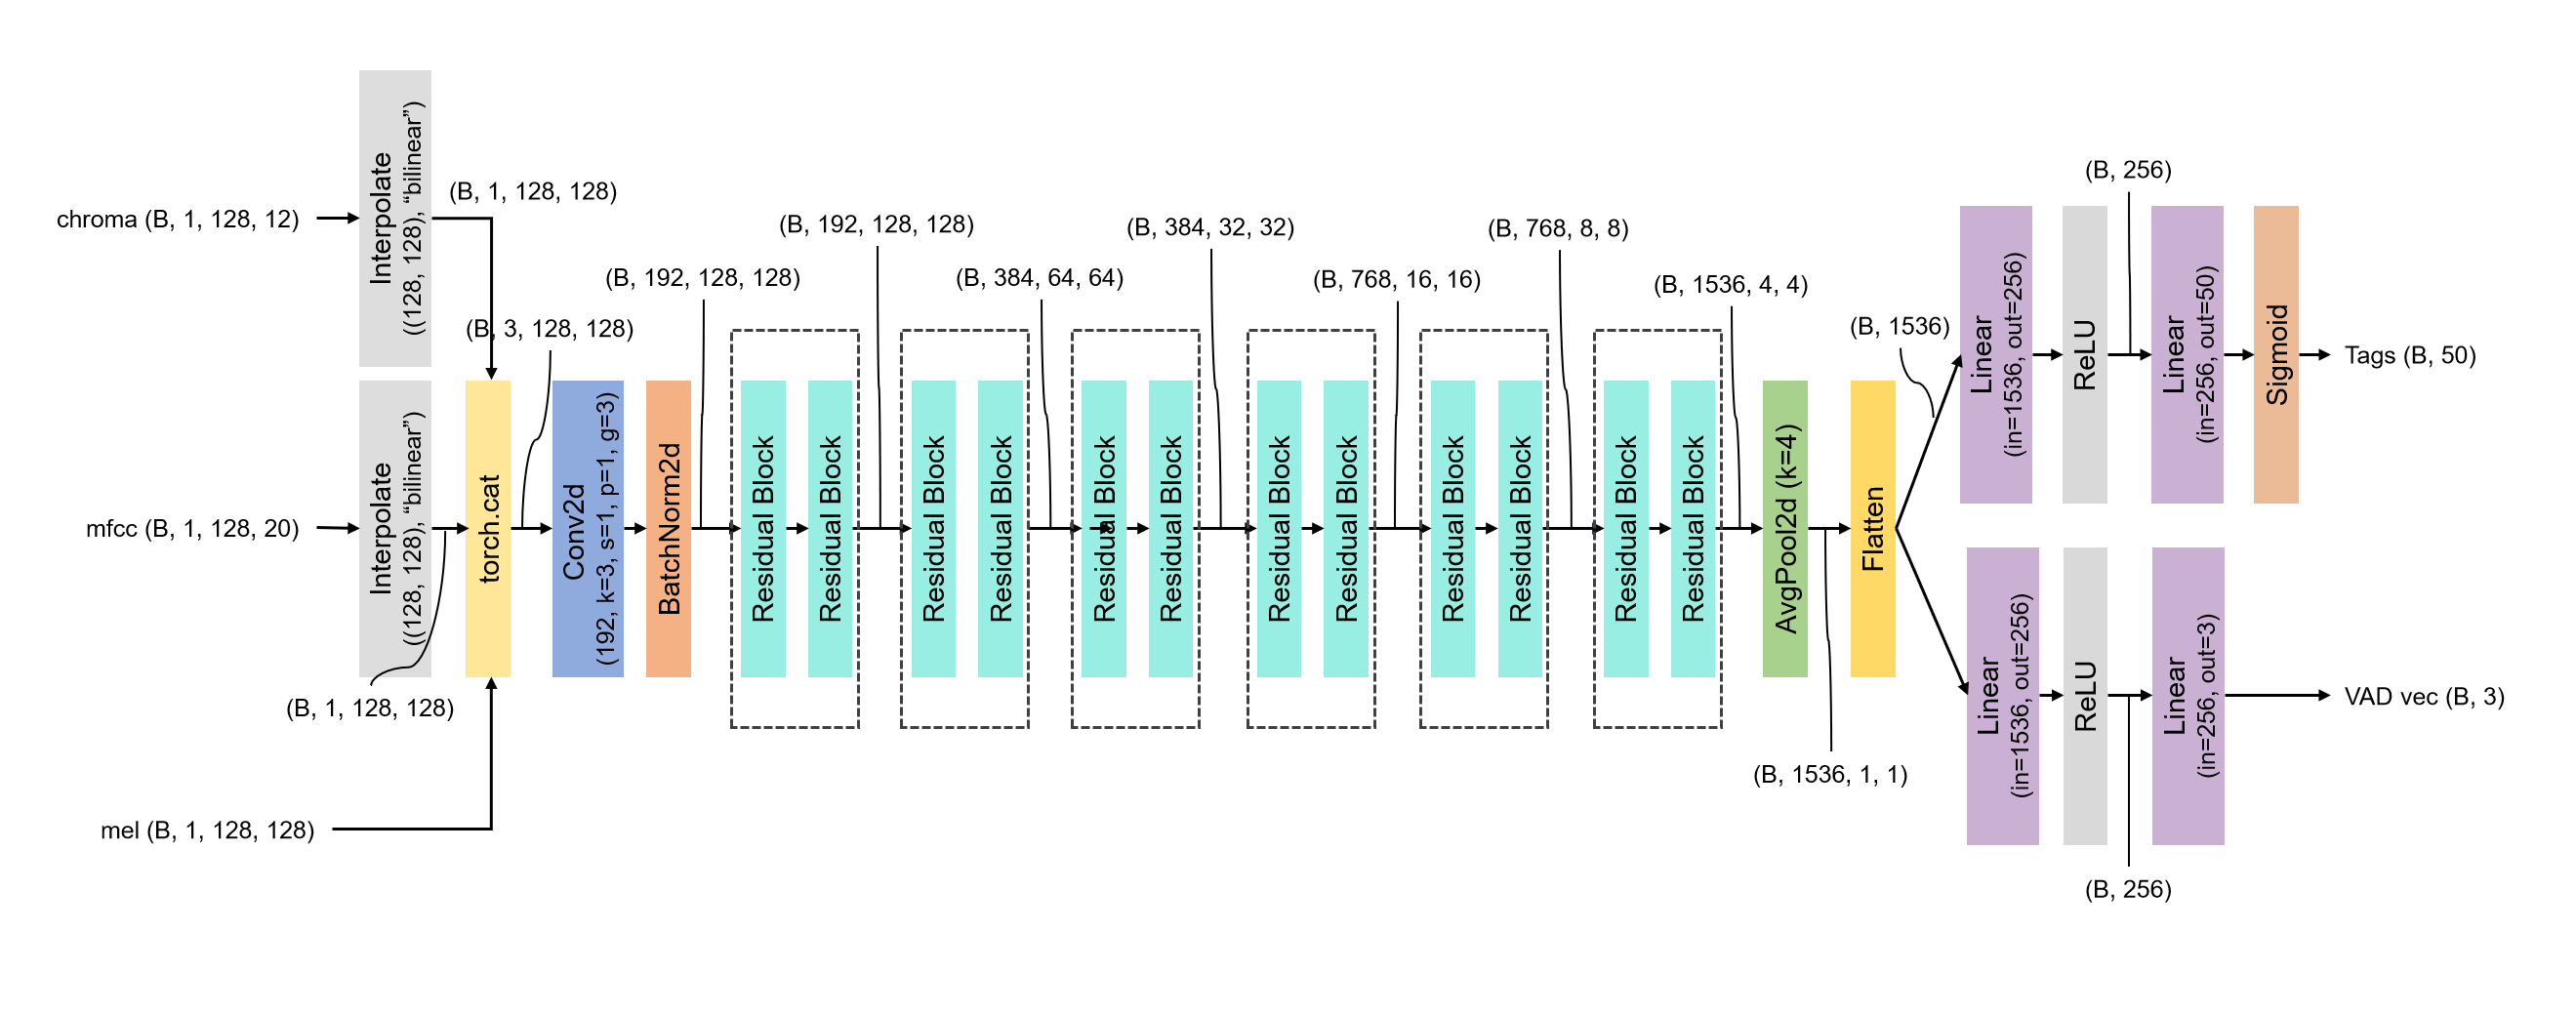 chroma (B, 1, 128, 12)
Interpolate
((128, 128), “bilinear”)
(B, 1, 128, 128)
mfcc (B, 1, 128, 20)
Interpolate
((128, 128), “bilinear”)
(B, 1, 128, 128)
mel (B, 1, 128, 128)
torch.cat
(B, 3, 128, 128)
Conv2d
(192, k=3, s=1, p=1, g=3)
BatchNorm2d
(B, 192, 128, 128)
Residual Block
Residual Block
(B, 192, 128, 128)
Residual Block
Residual Block
(B, 384, 64, 64)
Residual Block
Residual Block
(B, 384, 32, 32)
Residual Block
Residual Block
(B, 768, 16, 16)
Residual Block
Residual Block
(B, 768, 8, 8)
Residual Block
Residual Block
(B, 1536, 4, 4)
AvgPool2d (k=4)
(B, 1536, 1, 1)
Flatten
(B, 1536)
Linear
(in=1536, out=256)
ReLU
(B, 256)
Linear
(in=256, out=50)
Sigmoid
Tags (B, 50)
Linear
(in=1536, out=256)
ReLU
(B, 256)
Linear
(in=256, out=3)
VAD vec (B, 3)